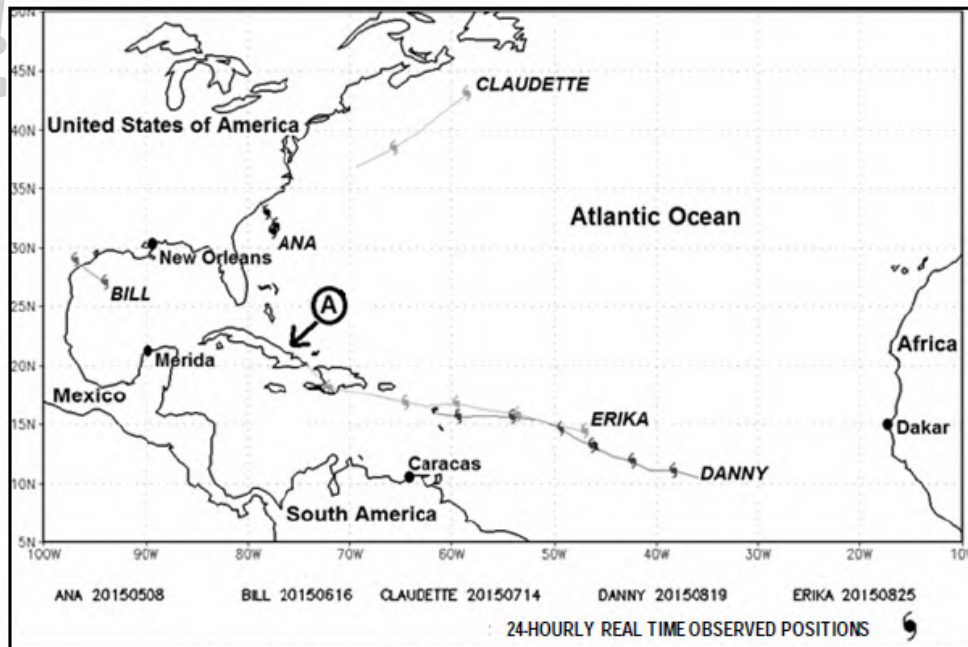 50N
CLAUDETTE
United States of America
40N
35N
Atlantic Ocean
ANA
30N
New Orleans
BILL
25N
A
Africa
20N
Merida
Mexico
ERIKA
15N
Dakar
Caracas
DANNY
10N
South America
5N
100W 90W 80W 70W 60W 50W 40W 30W 20W 10W
ANA 20150508 BILL 20150616 CLAUDETTE 20150714 DANNY 20150819 ERIKA 20150825
24-HOURLY REAL TIME OBSERVED POSITIONS